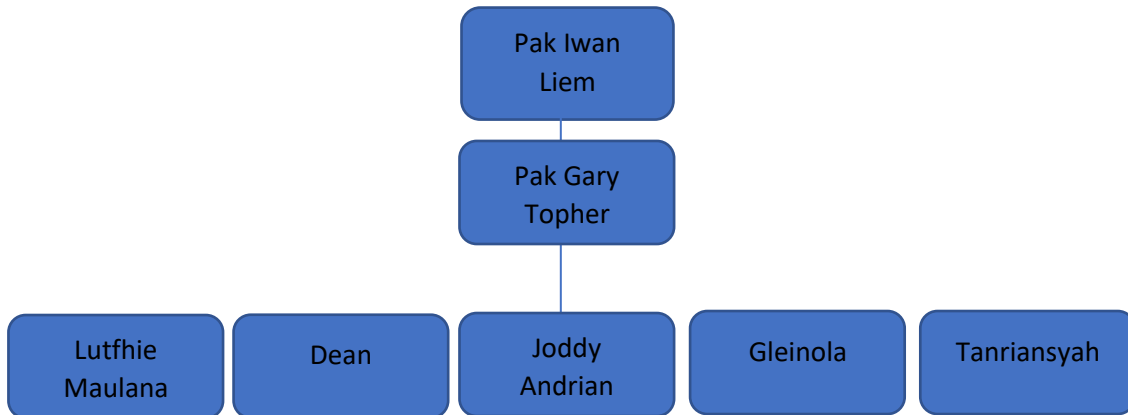 Pak Iwan
Liem
Pak Gary
Topher
Lutfhie
Maulana
Dean
Joddy
Andrian
Gleinola
Tanriansyah